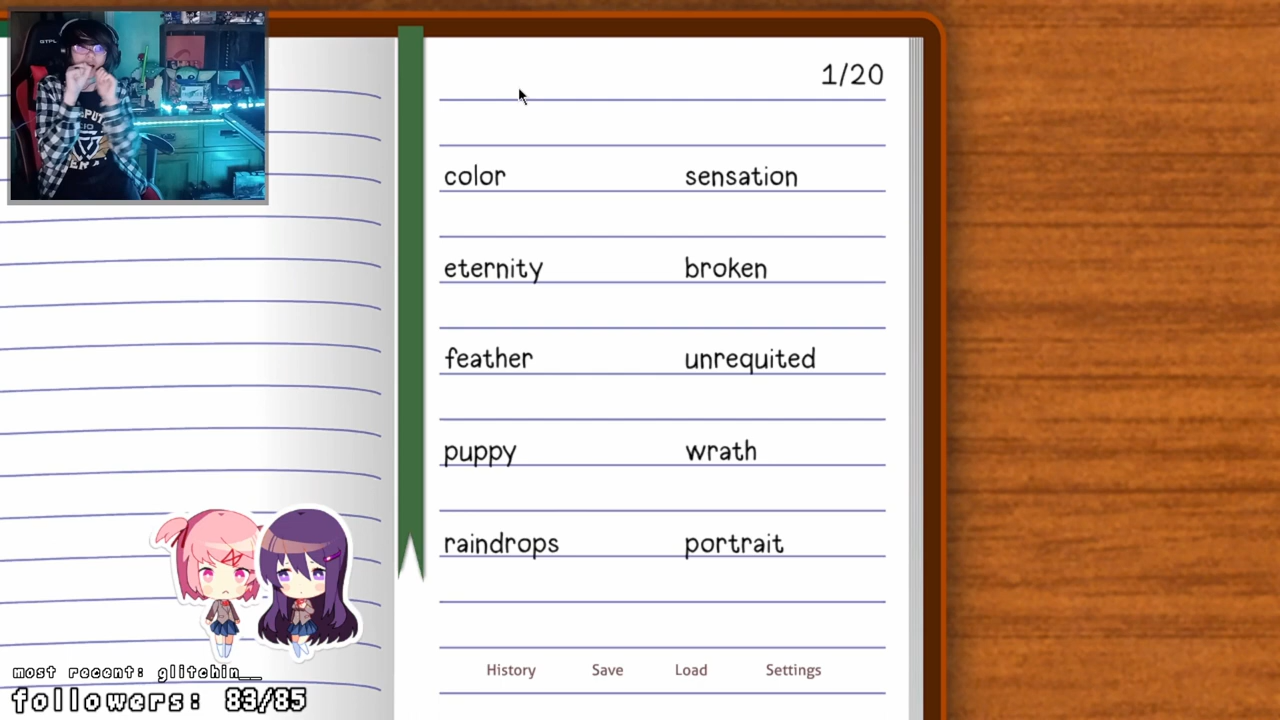 1/20
color sensation
eternity broken
feather unrequited
puppy wrath
raindrops portrait
History Save Load Settings
most recent: glitchin__
followers: 83/85